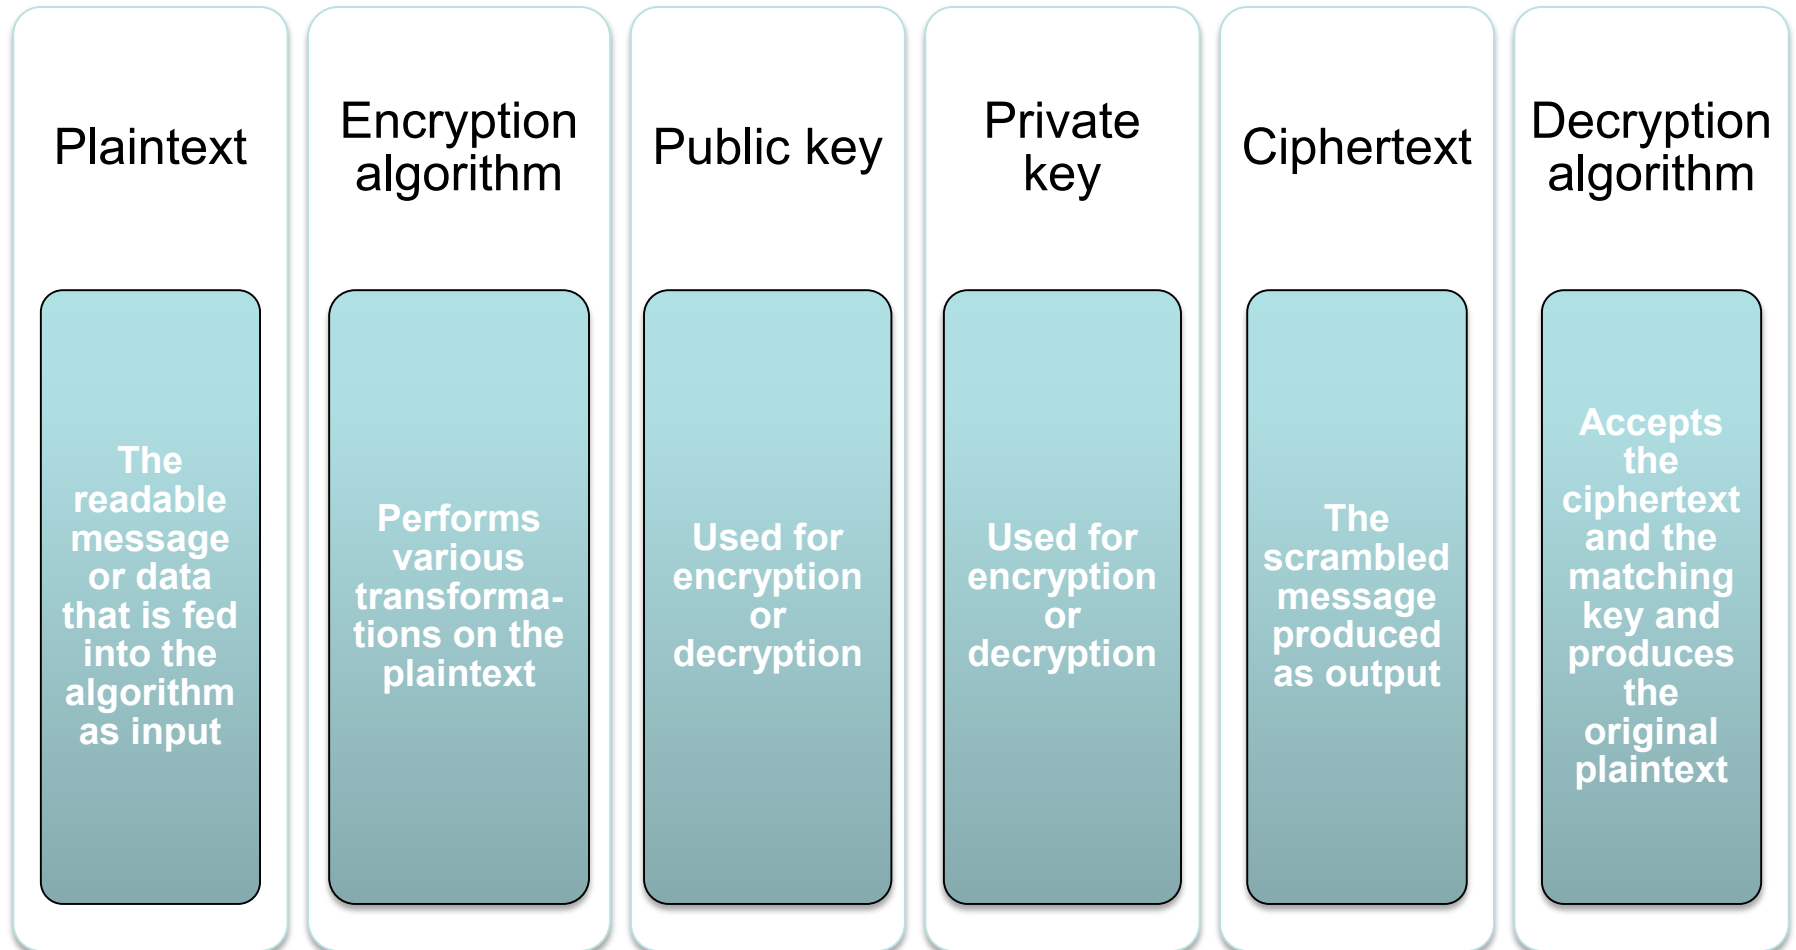 Plaintext
The
readable
message
or data
that is fed
into the
algorithm
as input
Encryption
algorithm
Performs
various
transforma-
tions on the
plaintext
Public key
Used for
encryption
or
decryption
Private
key
Used for
encryption
or
decryption
Ciphertext
The
scrambled
message
produced
as output
Decryption
algorithm
Accepts
the
ciphertext
and the
matching
key and
produces
the
original
plaintext